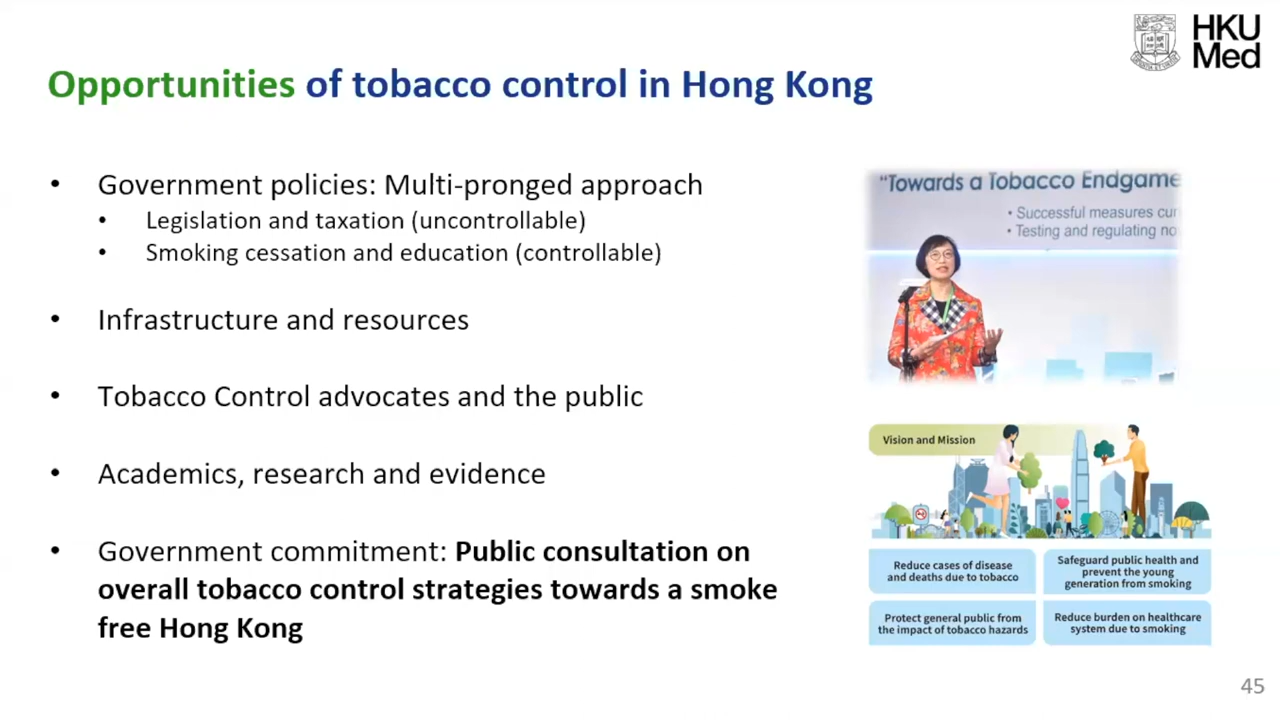 HKU
Med
Opportunities of tobacco control in Hong Kong
• Government policies: Multi-pronged approach
• Legislation and taxation (uncontrollable)
• Smoking cessation and education (controllable)
• Infrastructure and resources
• Tobacco Control advocates and the public
• Academics, research and evidence
• Government commitment: Public consultation on
overall tobacco control strategies towards a smoke
free Hong Kong
"Towards a Tobacco Endgame
• Successful measures cur
• Testing and regulating no
Vision and Mission
Reduce cases of disease
and deaths due to tobacco
Safeguard public health and
prevent the young
generation from smoking
Protect general public from
the impact of tobacco hazards
Reduce burden on healthcare
system due to smoking
45